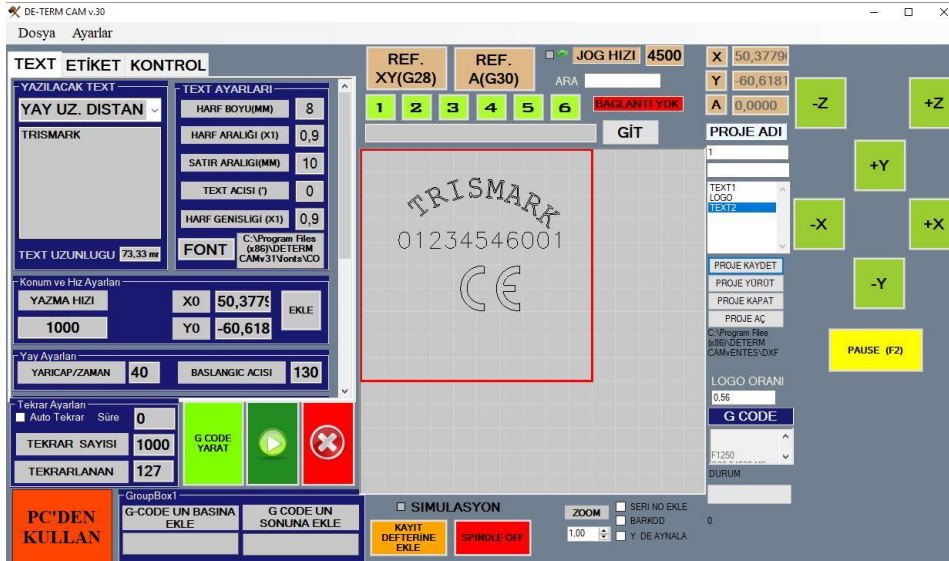 DE-TERM CAM v.30
Dosya Ayarlar
TEXT ETİKET KONTROL
YAZILACAK TEXT
YAY UZ. DISTAN
TRISMARK
TEXT UZUNLUGU 73,33 mr
TEXT AYARLARI
HARF BOYU(MM) 8
HARF ARALIĞI (X1) 0,9
SATIR ARALIGI(MM) 10
TEXT ACISI (') 0
HARF GENİSLİGİ (X1) 0,9
FONT
C:\Program Files
(x86)\DETERM
CAMv31\fonts\CO
Konum ve Hız Ayarları
YAZMA HIZI
1000
X0 50,3779
Y0 -60,618
EKLE
Yay Ayarları
YARICAP/ZAMAN 40
BASLANGIC ACISI 130
Tekrar Ayarları
Auto Tekrar Süre 0
TEKRAR SAYISI 1000
TEKRARLANAN 127
G CODE
YARAT
PC'DEN
KULLAN
GroupBox1
G-CODE UN BASINA
EKLE
G CODE UN
SONUNA EKLE
REF.
XY(G28)
REF.
A(G30)
JOG HIZI 4500
ARA
1 2 3 4 5 6
BAGLANTI YOK
GİT
TRISMARK
01234546001
CE
SIMULASYON
KAYIT
DEFTERİNE
EKLE
SPINDLE OFF
ZOOM
1,00
SERİ NO EKLE
BARKOD
Y DE AYNALA
X 50,3779
Y -60,6181
A 0,0000
PROJE ADI
1
TEXT1
LOGO
TEXT2
PROJE KAYDET
PROJE YÜRÜT
PROJE KAPAT
PROJE AÇ
C:\Program Files
(x86)\DETERM
CAMvENTES\DXF
LOGO ORANI
0,56
G CODE
F1250
DURUM
0
-Z
+Z
+Y
-X
+X
-Y
PAUSE (F2)